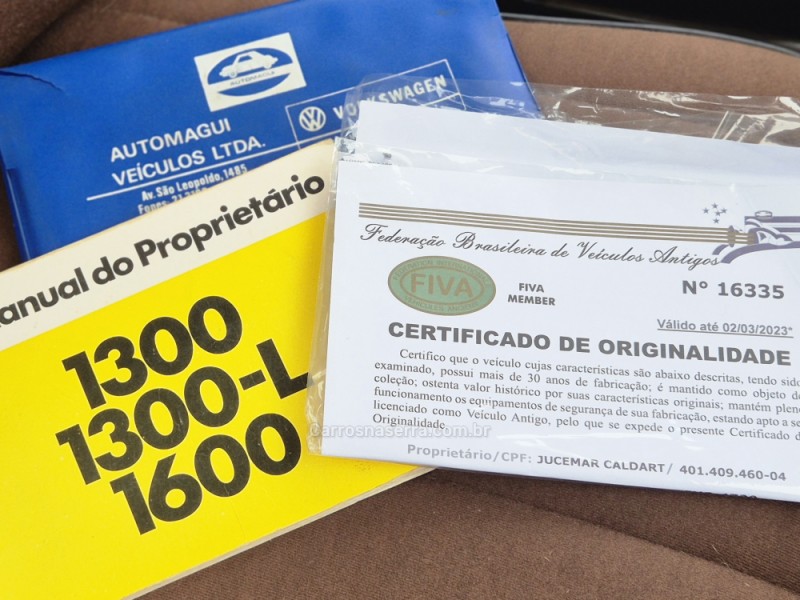 AUTOMAGUI
AUTOMAGUI
VEÍCULOS LTDA.
Av. São Leopoldo, 1485
VOLKSWAGEN
Manual do Proprietário
1300
1300-L
1600
Federação Brasileira de Veículos Antigos
FIVA
FIVA
MEMBER
N° 16335
Válido até 02/03/2023*
CERTIFICADO DE ORIGINALIDADE
Certifico que o veículo cujas características são abaixo descritas, tendo sido
examinado, possui mais de 30 anos de fabricação; é mantido como objeto de
coleção; ostenta valor histórico por suas características originais; mantém
funcionamento os equipamentos de segurança de sua fabricação, estando apto a
licenciado como Veículo Antigo, pelo que se expede o presente Certificado
Originalidade.
Proprietário/CPF: JUCEMAR CALDART/ 401.409.460-04
carrosnaserra.com.br